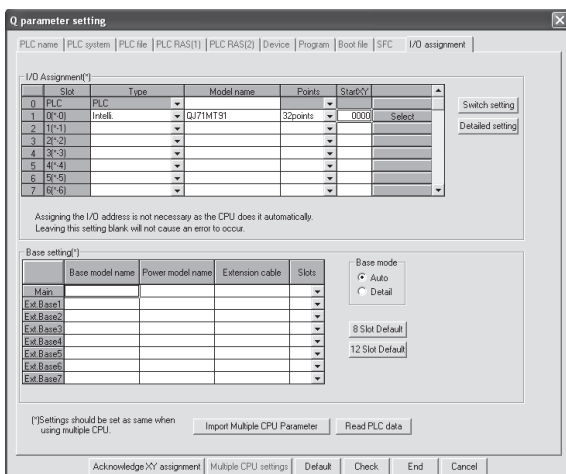 Q parameter setting
PLC name PLC system PLC file PLC RAS(1) PLC RAS(2) Device Program Boot file SFC I/O assignment
I/O Assignment(*)
Slot Type Model name Points StartXY
0 PLC PLC
1 0(*-0) Intelli. QJ71MT91 32points 0000 Select
2 1(*-1)
3 2(*-2)
4 3(*-3)
5 4(*-4)
6 5(*-5)
7 6(*-6)
Switch setting
Detailed setting
Assigning the I/O address is not necessary as the CPU does it automatically.
Leaving this setting blank will not cause an error to occur.
Base setting(*)
Base model name Power model name Extension cable Slots
Main
Ext.Base1
Ext.Base2
Ext.Base3
Ext.Base4
Ext.Base5
Ext.Base6
Ext.Base7
Base mode
Auto
Detail
8 Slot Default
12 Slot Default
(*)Settings should be set as same when
using multiple CPU.
Import Multiple CPU Parameter Read PLC data
Acknowledge XY assignment Multiple CPU settings Default Check End Cancel